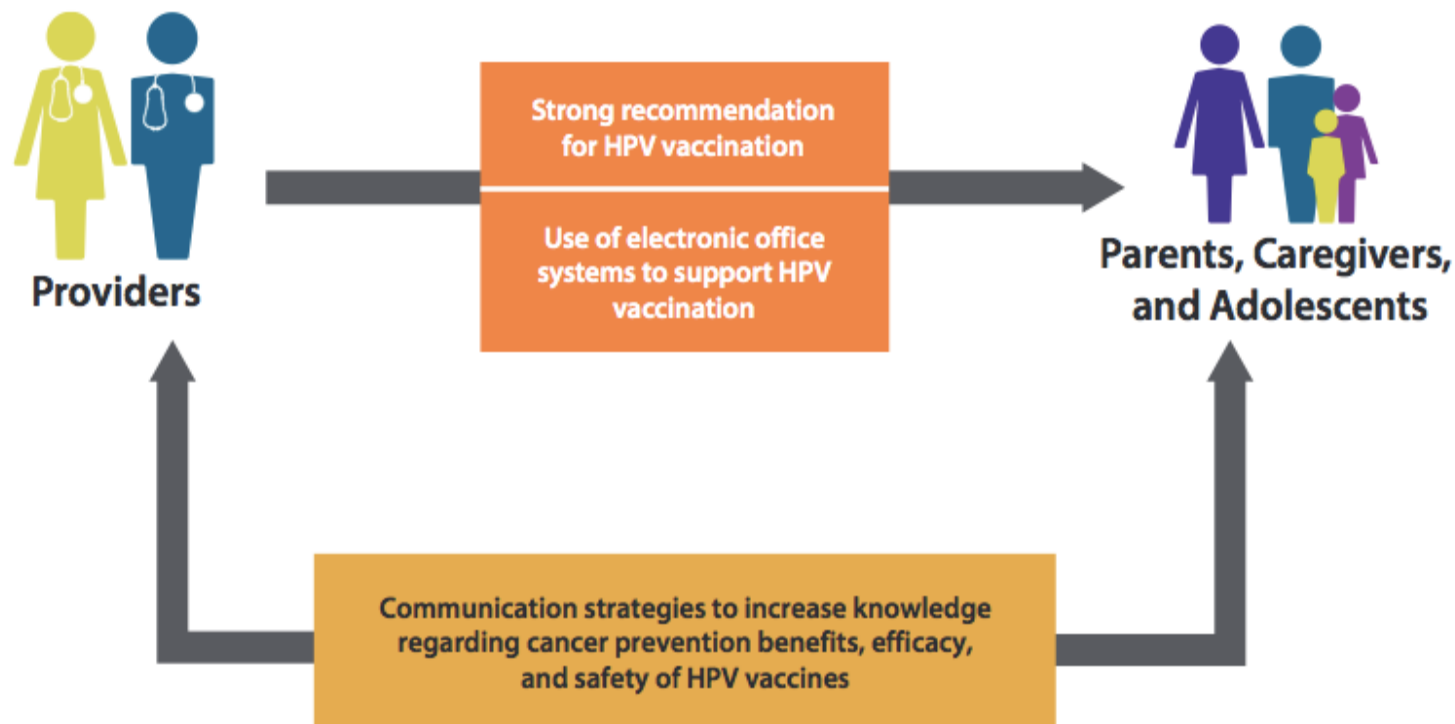 Strong recommendation
for HPV vaccination
Use of electronic office
systems to support HPV
vaccination
Providers
Parents, Caregivers,
and Adolescents
Communication strategies to increase knowledge
regarding cancer prevention benefits, efficacy,
and safety of HPV vaccines